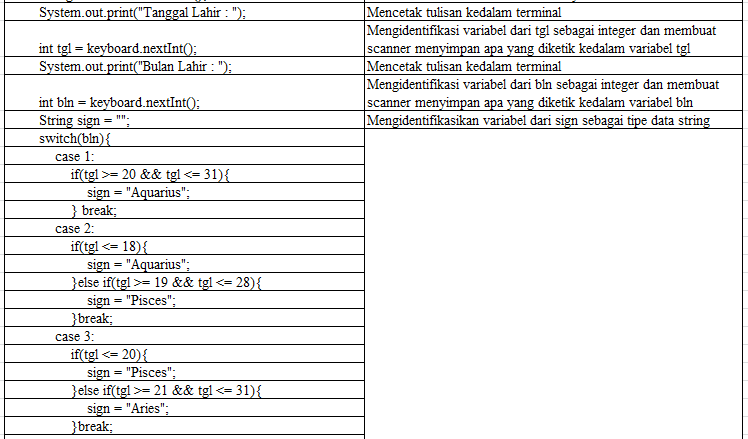 System.out.print("Tanggal Lahir : ");
Mencetak tulisan kedalam terminal
int tgl = keyboard.nextInt();
Mengidentifikasi variabel dari tgl sebagai integer dan membuat
scanner menyimpan apa yang diketik kedalam variabel tgl
System.out.print("Bulan Lahir : ");
Mencetak tulisan kedalam terminal
int bln = keyboard.nextInt();
Mengidentifikasi variabel dari bln sebagai integer dan membuat
scanner menyimpan apa yang diketik kedalam variabel bln
String sign = "";
Mengidentifikasikan variabel dari sign sebagai tipe data string
switch(bln){
case 1:
if(tgl >= 20 && tgl <= 31){
sign = "Aquarius";
} break;
case 2:
if(tgl <= 18){
sign = "Aquarius";
}else if(tgl >= 19 && tgl <= 28){
sign = "Pisces";
}break;
case 3:
if(tgl <= 20){
sign = "Pisces";
}else if(tgl >= 21 && tgl <= 31){
sign = "Aries";
}break;